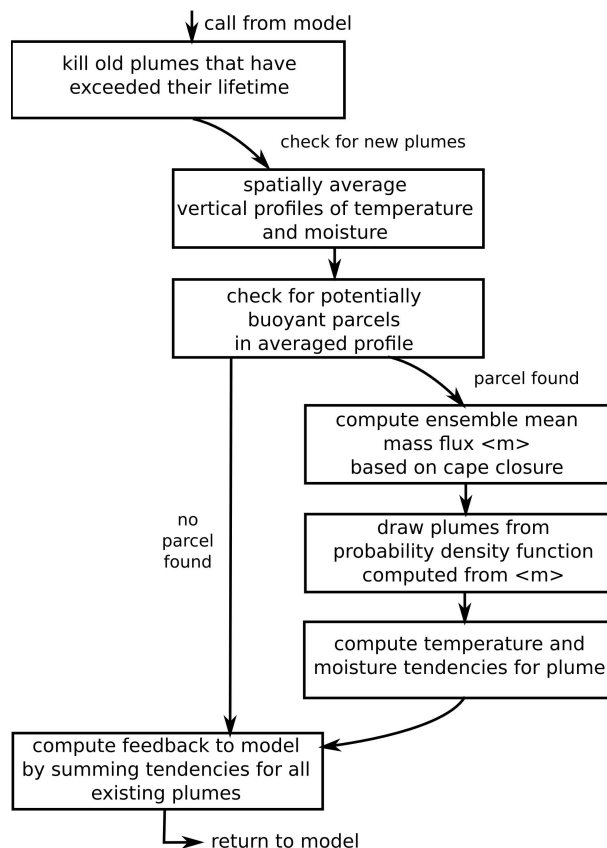 call from model
kill old plumes that have
exceeded their lifetime
check for new plumes
spatially average
vertical profiles of temperature
and moisture
check for potentially
buoyant parcels
in averaged profile
parcel found
compute ensemble mean
mass flux <m>
based on cape closure
no
parcel
found
draw plumes from
probability density function
computed from <m>
compute temperature and
moisture tendencies for plume
compute feedback to model
by summing tendencies for all
existing plumes
return to model